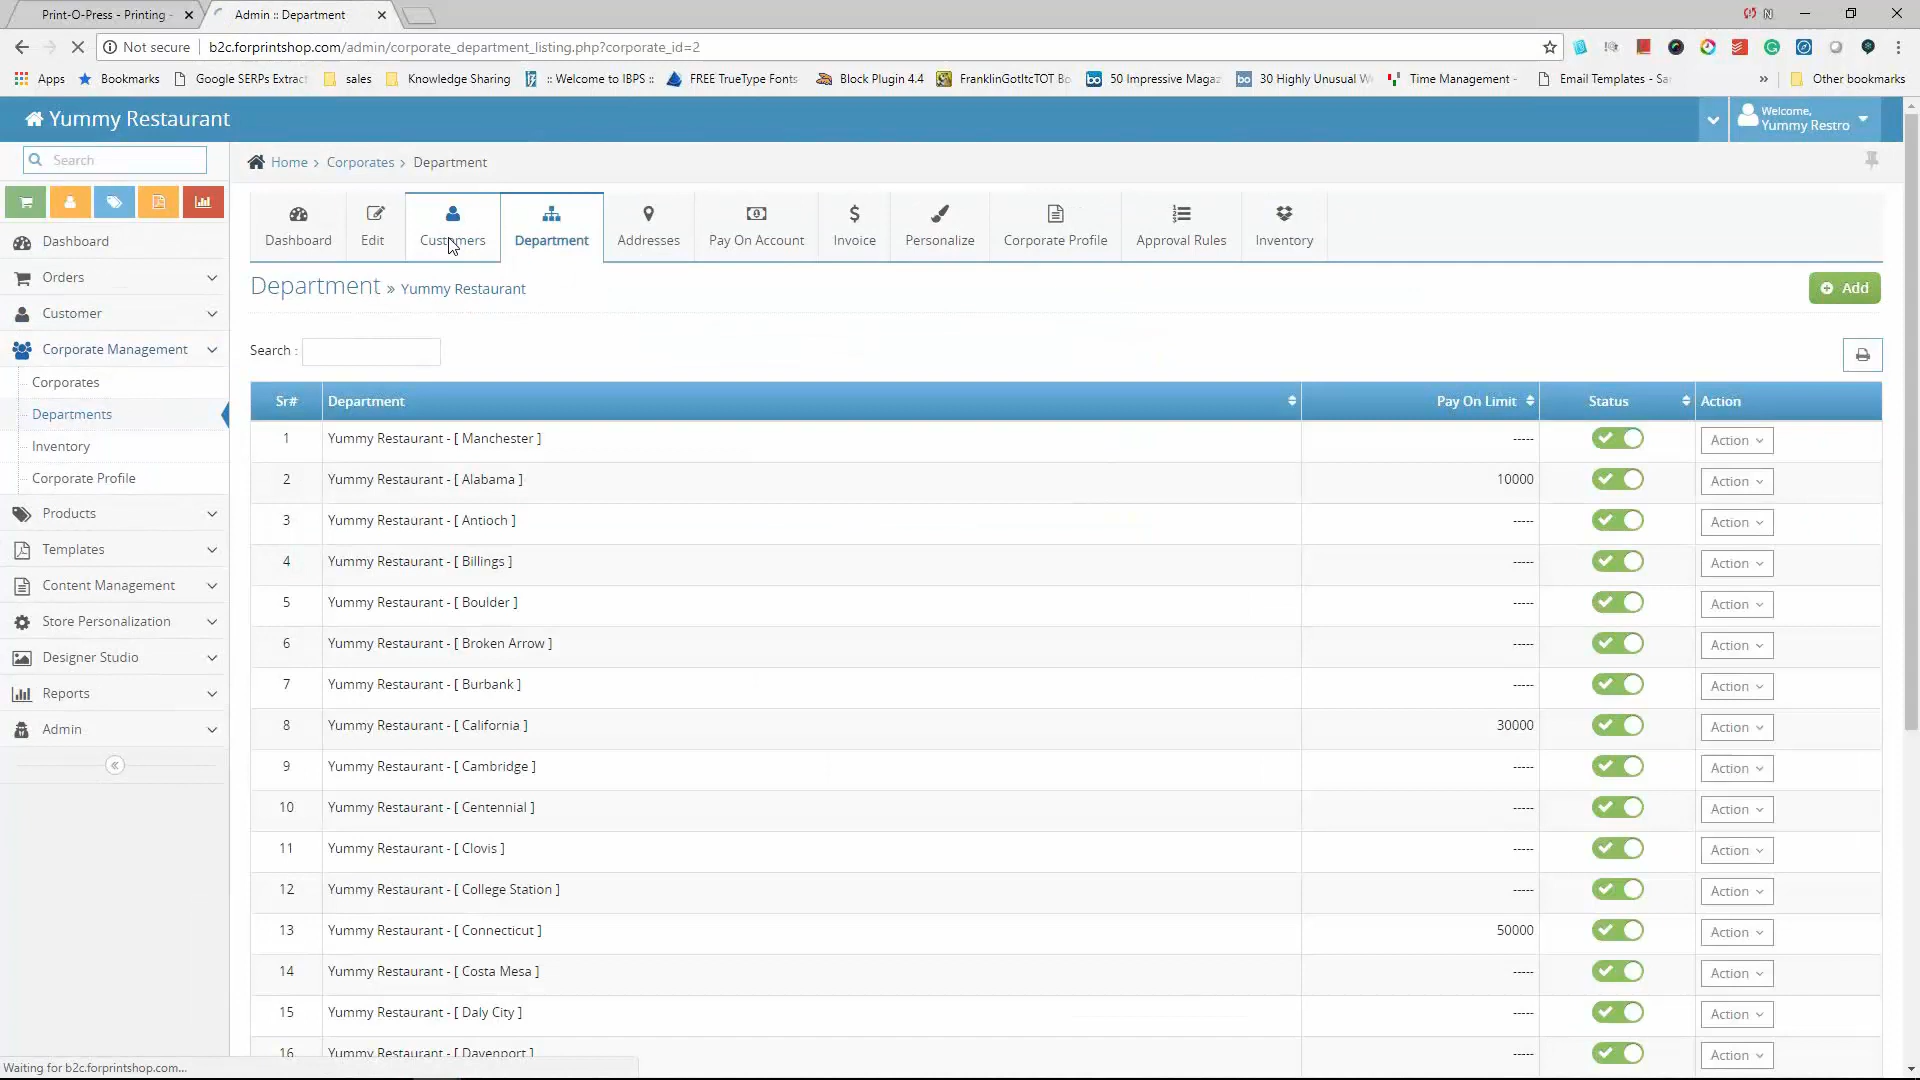 Print-O-Press - Printing -
Admin :: Department
N
Not secure
b2c.forprintshop.com/admin/corporate_department_listing.php?corporate_id=2
Apps
Bookmarks
Google SERPs Extrac
sales
Knowledge Sharing
:: Welcome to IBPS ::
FREE TrueType Fonts
Block Plugin 4.4
FranklinGotItcTOT Bo
50 Impressive Magaz
30 Highly Unusual W
Time Management -
Email Templates - Sa
»
Other bookmarks
Yummy Restaurant
Welcome,
Yummy Restro
Search
Home > Corporates > Department
Dashboard
Edit
Customers
Department
Addresses
Pay On Account
Invoice
Personalize
Corporate Profile
Approval Rules
Inventory
Dashboard
Orders
Customer
Corporate Management
Corporates
Departments
Inventory
Corporate Profile
Products
Templates
Content Management
Store Personalization
Designer Studio
Reports
Admin
Department » Yummy Restaurant
Add
Search :
Sr# Department Pay On Limit Status Action
1 Yummy Restaurant - [ Manchester ] ----- Action
2 Yummy Restaurant - [ Alabama ] 10000 Action
3 Yummy Restaurant - [ Antioch ] ----- Action
4 Yummy Restaurant - [ Billings ] ----- Action
5 Yummy Restaurant - [ Boulder ] ----- Action
6 Yummy Restaurant - [ Broken Arrow ] ----- Action
7 Yummy Restaurant - [ Burbank ] ----- Action
8 Yummy Restaurant - [ California ] 30000 Action
9 Yummy Restaurant - [ Cambridge ] ----- Action
10 Yummy Restaurant - [ Centennial ] ----- Action
11 Yummy Restaurant - [ Clovis ] ----- Action
12 Yummy Restaurant - [ College Station ] ----- Action
13 Yummy Restaurant - [ Connecticut ] 50000 Action
14 Yummy Restaurant - [ Costa Mesa ] ----- Action
15 Yummy Restaurant - [ Daly City ] ----- Action
16 Yummy Restaurant - [ Davenport ] ----- Action
Waiting for b2c.forprintshop.com...